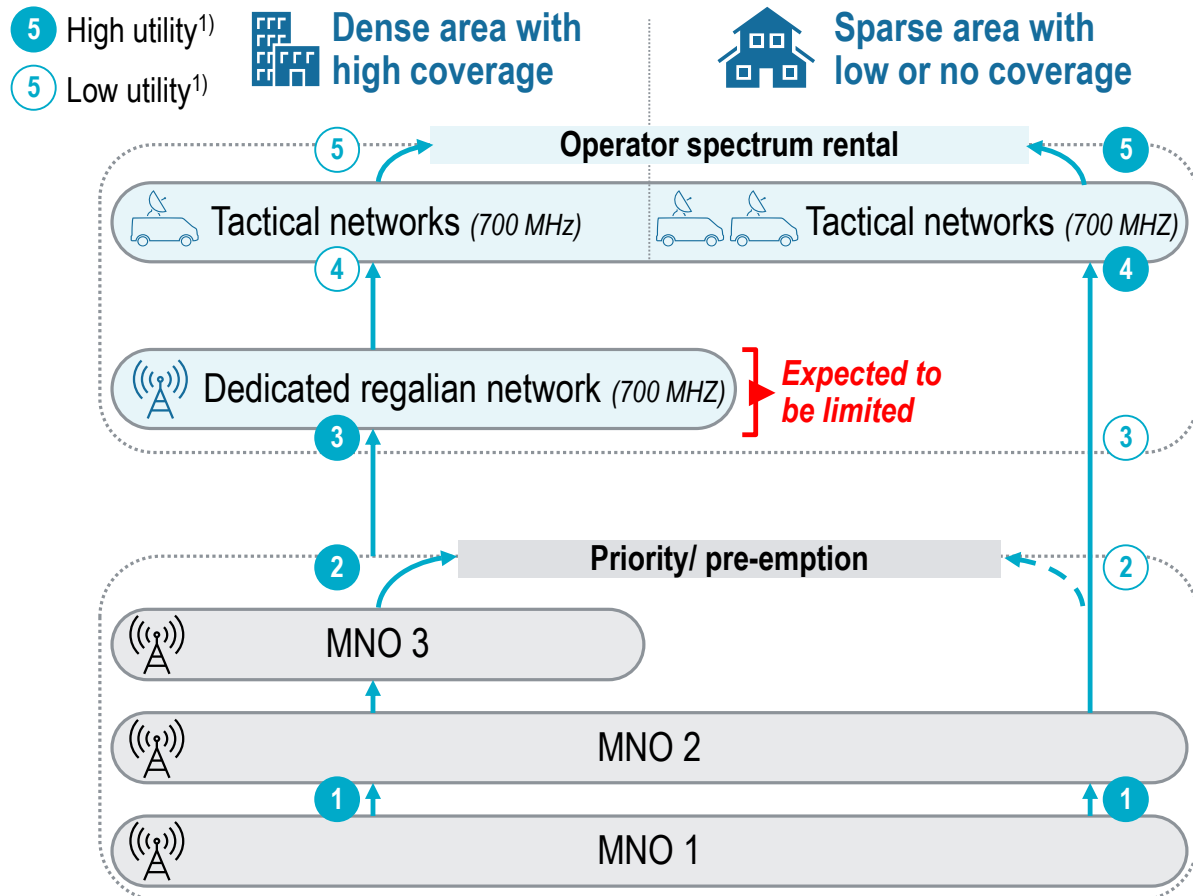 5 High utility1)
5 Low utility1)
Dense area with
high coverage
Sparse area with
low or no coverage
5 Operator spectrum rental 5
Tactical networks (700 MHz)
Tactical networks (700 MHZ)
4 4
Dedicated regalian network (700 MHZ)
Expected to
be limited
3 3
2 Priority/ pre-emption 2
MNO 3
MNO 2
1 1
MNO 1